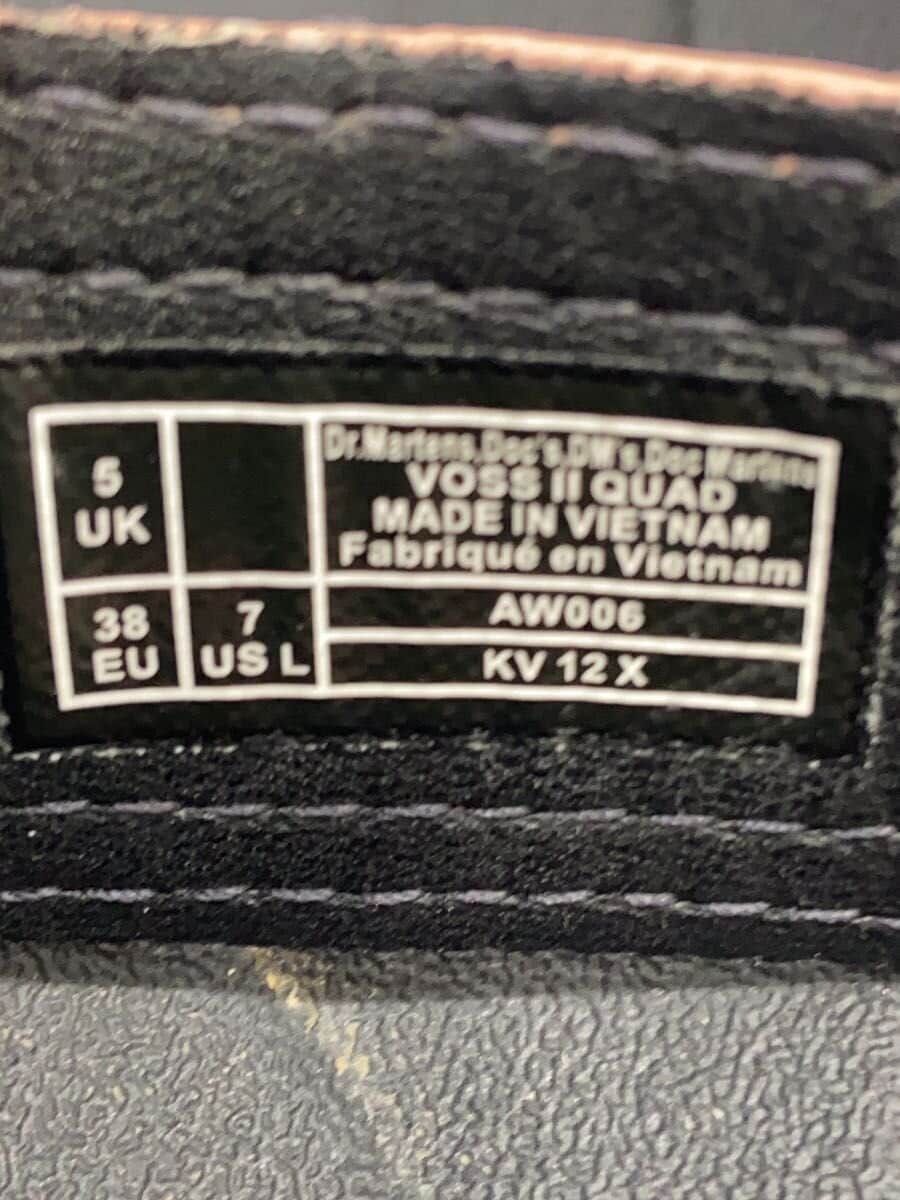 5
UK
38
EU
7
US L
Dr.Martens,Doc's,DM's,Doc Martens
VOSS II QUAD
MADE IN VIETNAM
Fabriqué en Vietnam
AW006
KV 12 X